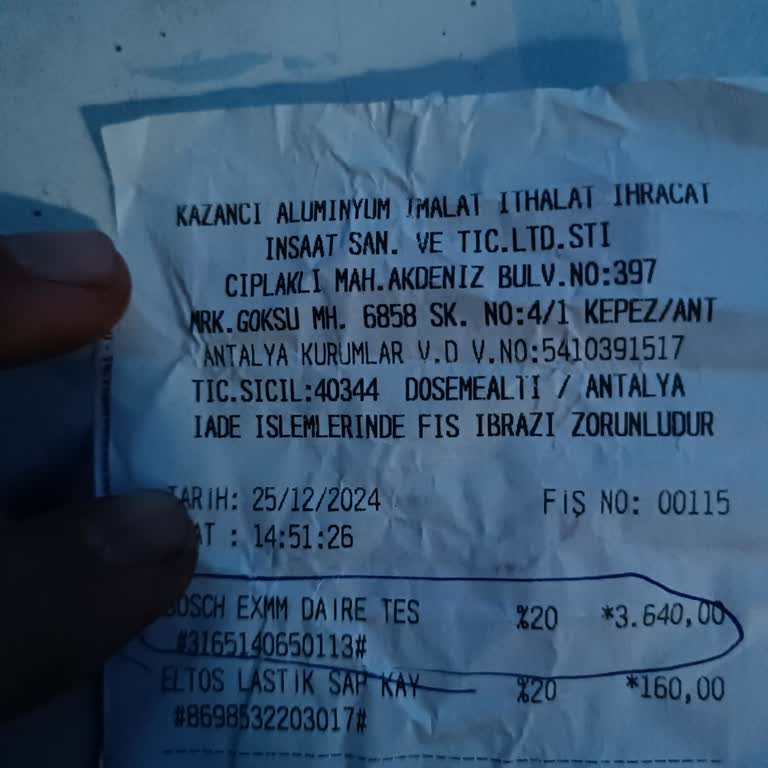 KAZANCI ALUMINYUM IMALAT ITHALAT IHRACAT
INSAAT SAN. VE TIC.LTD.STI
CIPLAKLI MAH.AKDENIZ BULV.NO:397
MRK.GOKSU MH. 6858 SK. NO:4/1 KEPEZ/ANT
ANTALYA KURUMLAR V.D V.NO:5410391517
TIC.SICIL:40344 DOSEMEALTI / ANTALYA
IADE ISLEMLERINDE FIS IBRAZI ZORUNLUDUR
TARİH: 25/12/2024 FİŞ NO: 00115
: 14:51:26
BOSCH EXMM DAIRE TES %20 *3.640,00
#3165140650113#
ELTOS LASTIK SAP KAY %20 *160,00
#8698532203017#